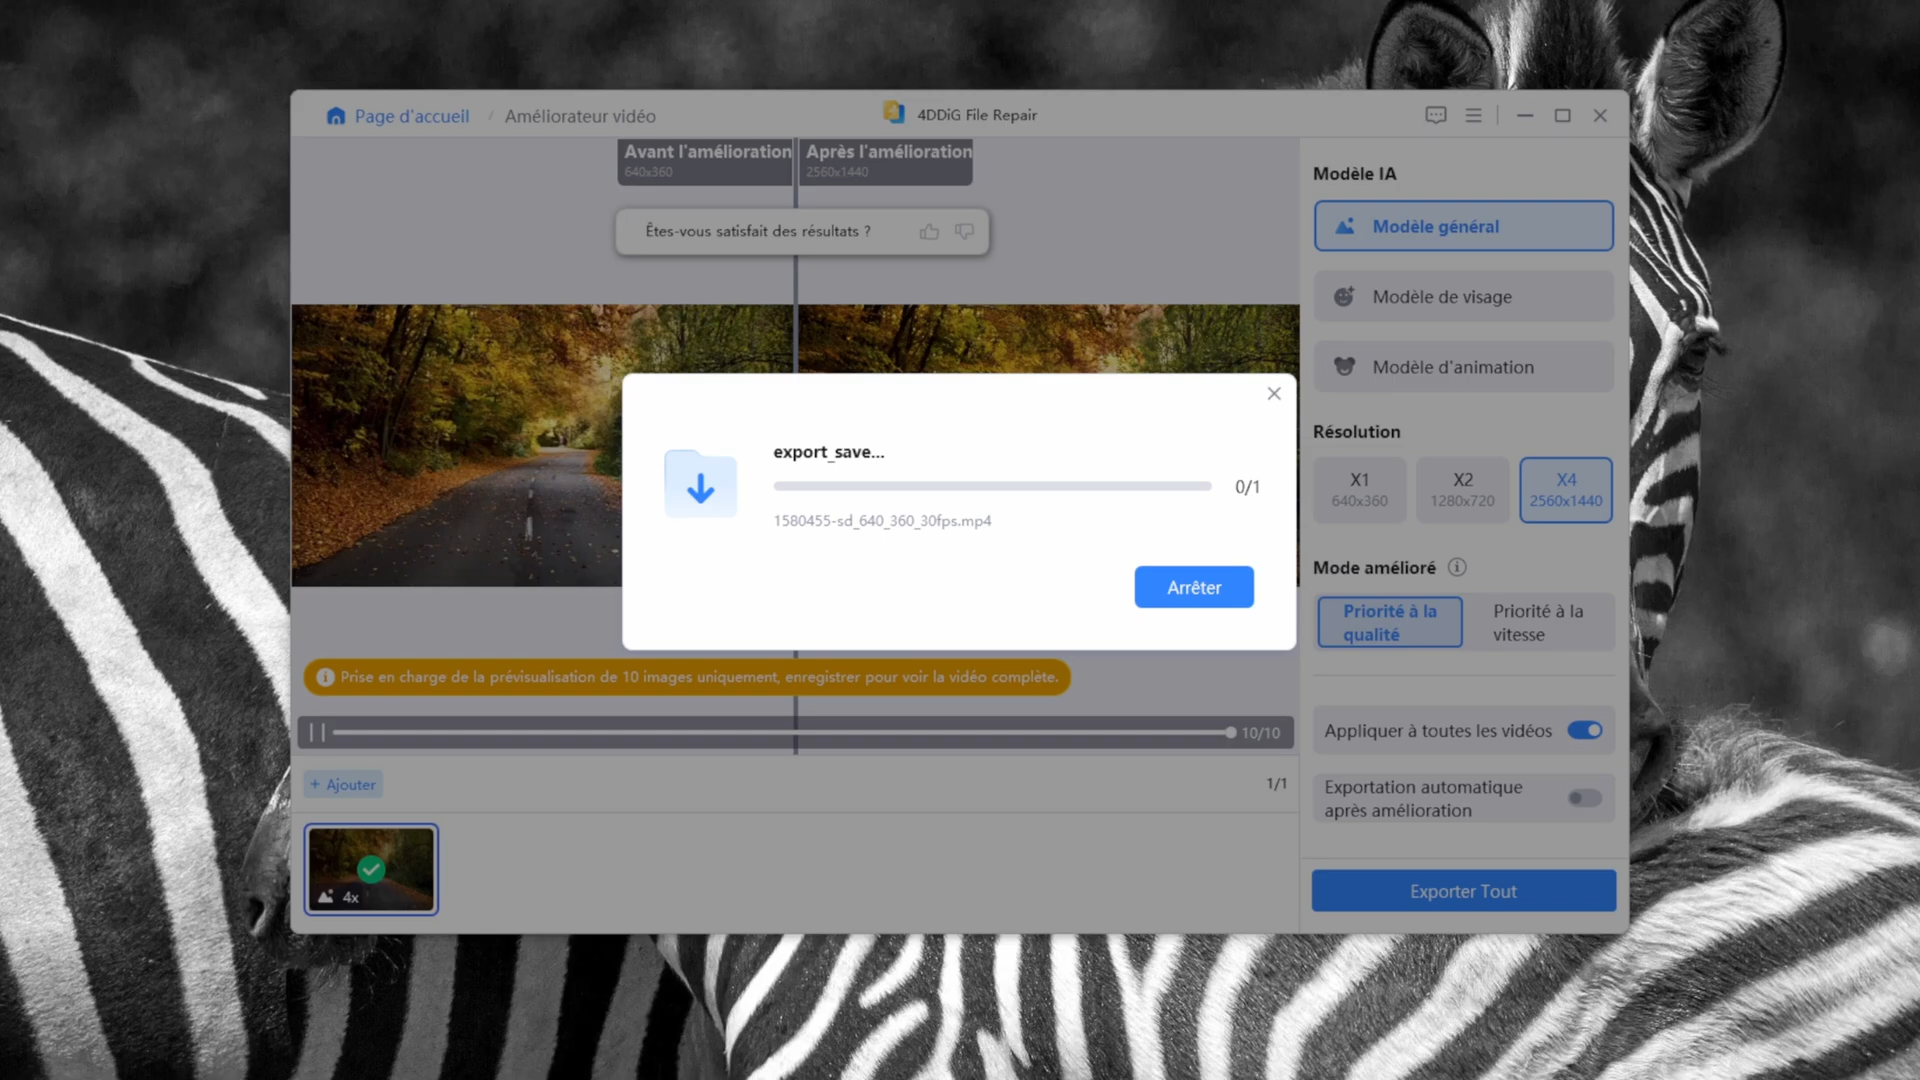 Page d'accueil / Améliorateur vidéo
4DDiG File Repair
Avant l'amélioration
640x360
Après l'amélioration
2560x1440
Êtes-vous satisfait des résultats ?
export_save...
0/1
1580455-sd_640_360_30fps.mp4
Arrêter
Prise en charge de la prévisualisation de 10 images uniquement, enregistrer pour voir la vidéo complète.
10/10
+ Ajouter
1/1
4x
Modèle IA
Modèle général
Modèle de visage
Modèle d'animation
Résolution
X1
640x360
X2
1280x720
X4
2560x1440
Mode amélioré
Priorité à la
qualité
Priorité à la
vitesse
Appliquer à toutes les vidéos
Exportation automatique
après amélioration
Exporter Tout